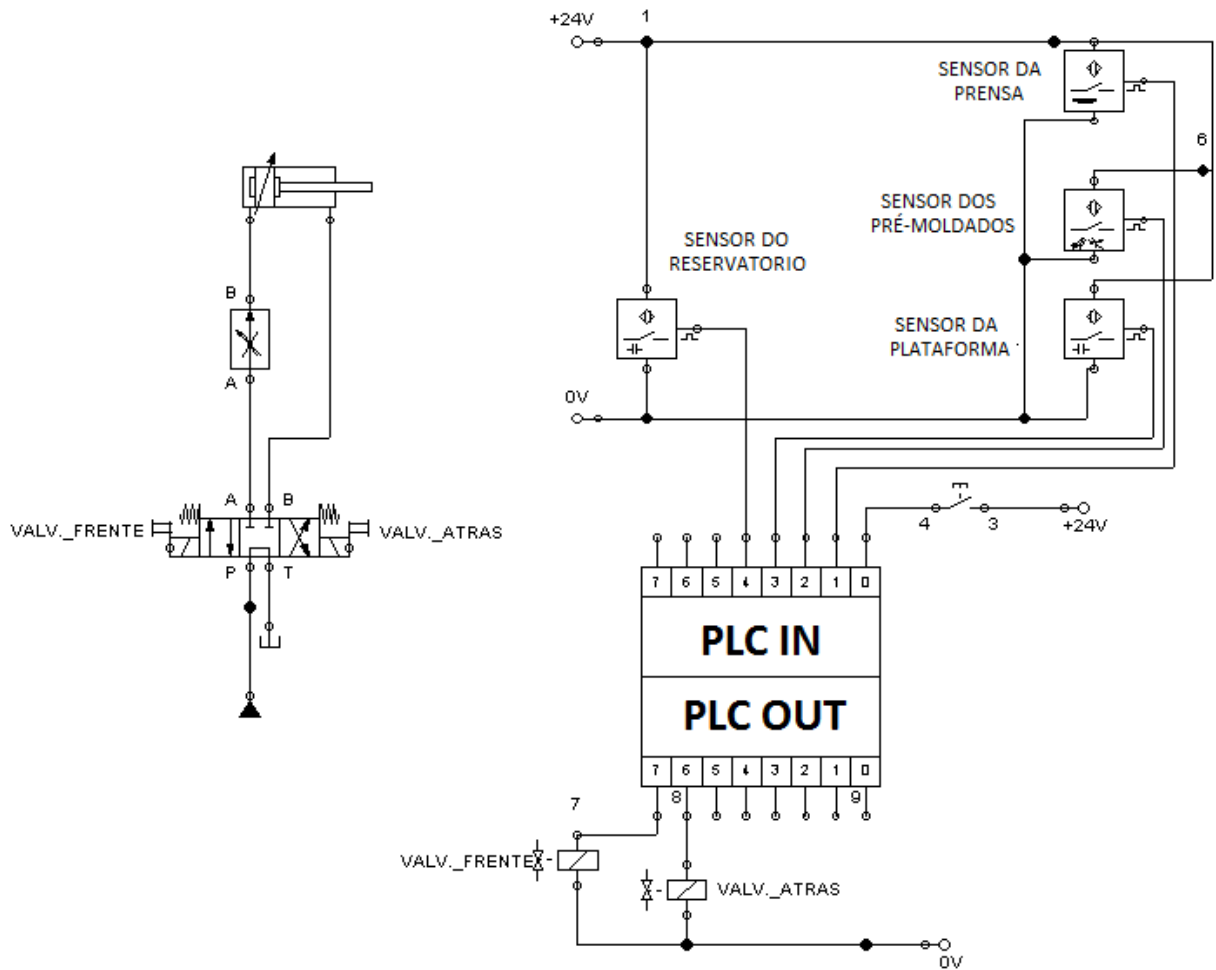 +24V
1
SENSOR DA
PRENSA
6
SENSOR DOS
PRÉ-MOLDADOS
SENSOR DO
RESERVATORIO
SENSOR DA
PLATAFORMA
0V
B
A
A
B
VALV._FRENTE
VALV._ATRAS
P
T
E
4
3
+24V
7 6 5 4 3 2 1 0
PLC IN
PLC OUT
7 6 5 4 3 2 1 0
8
9
7
VALV._FRENTE
VALV._ATRAS
0V